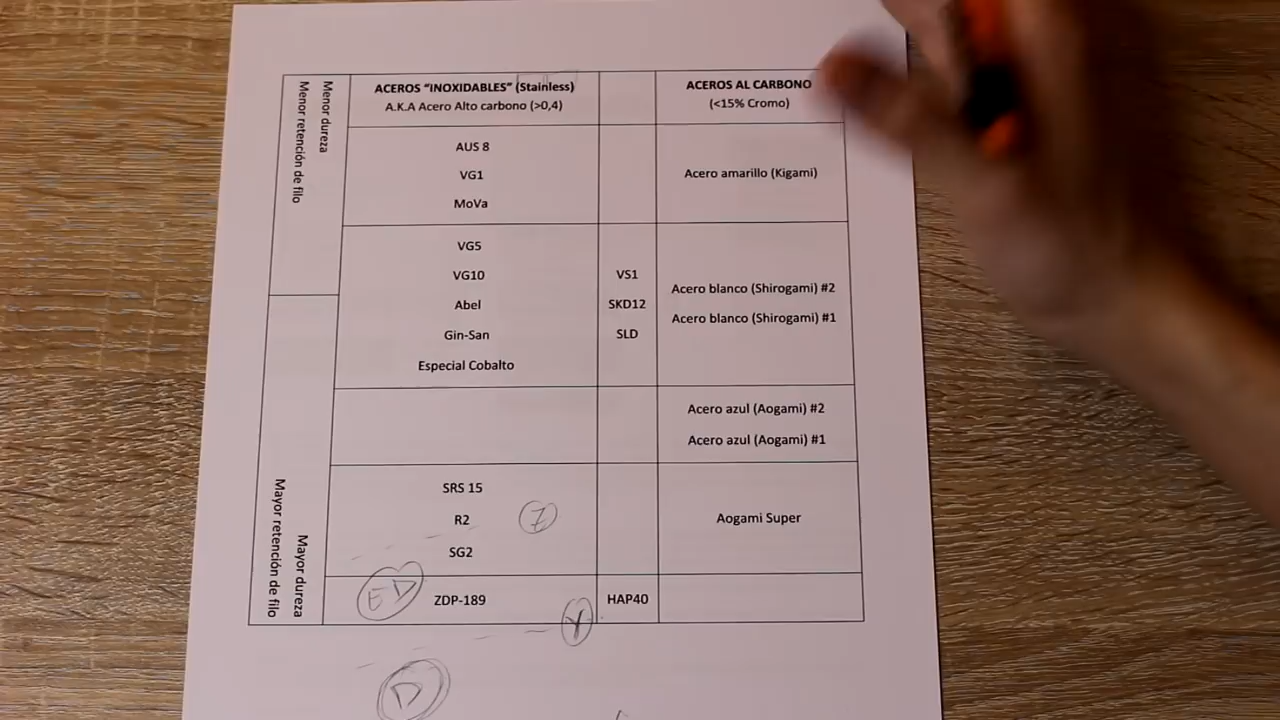 Menor dureza
Menor retención de filo
ACEROS “INOXIDABLES” (Stainless)
A.K.A Acero Alto carbono (>0,4)
ACEROS AL CARBONO
(<15% Cromo)
AUS 8
VG1
MoVa
Acero amarillo (Kigami)
VG5
VG10
Abel
Gin-San
Especial Cobalto
VS1
SKD12
SLD
Acero blanco (Shirogami) #2
Acero blanco (Shirogami) #1
Acero azul (Aogami) #2
Acero azul (Aogami) #1
Mayor dureza
Mayor retención de filo
SRS 15
R2
SG2
Aogami Super
ED
ZDP-189
HAP40
D